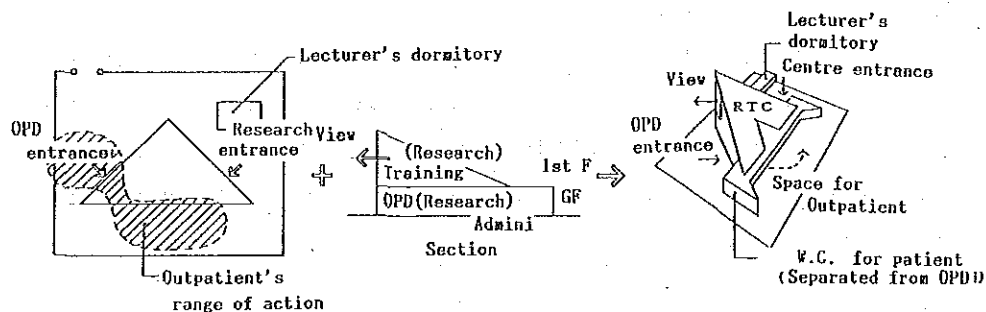 Lecturer's dormitory
OPD
entrance
Research
entrance
Outpatient's
range of action
View
(Research)
Training
OPD(Research)
Admini
1st F
GF
Section
Lecturer's
dormitory
Centre entrance
View
RTC
OPD
entrance
Space for
Outpatient
W.C. for patient
(Separated from OPD)